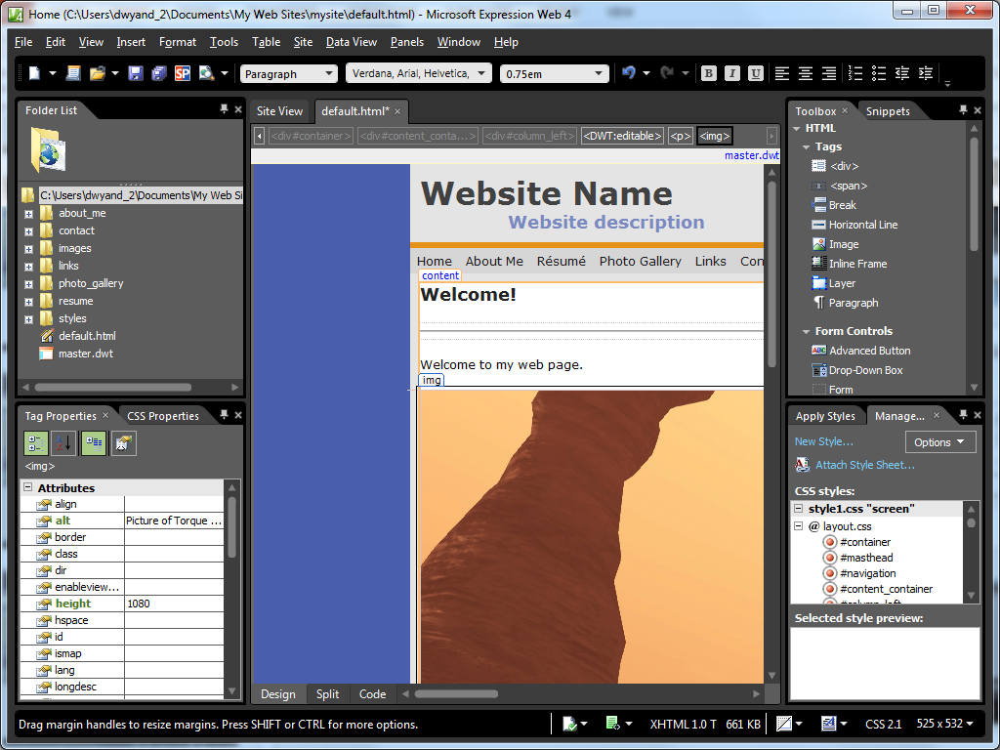 Home (C:\Users\dwyand_2\Documents\My Web Sites\mysite\default.html) - Microsoft Expression Web 4
File Edit View Insert Format Tools Table Site Data View Panels Window Help
SP Paragraph Verdana, Arial, Helvetica, 0.75em B I U
Folder List
C:\Users\dwyand_2\Documents\My Web Si
about_me
contact
images
links
photo_gallery
resume
styles
default.html
master.dwt
Tag Properties CSS Properties
<img>
Attributes
align
alt Picture of Torque ...
border
class
dir
enableview...
height 1080
hspace
id
ismap
lang
longdesc
Site View default.html*
<div#container> <div#content_conta...> <div#column_left> <DWT:editable> <p> <img>
master.dwt
Website Name
Website description
Home About Me Résumé Photo Gallery Links Con
content
Welcome!
Welcome to my web page.
img
Design Split Code
Toolbox Snippets
HTML
Tags
<div>
<span>
Break
Horizontal Line
Image
Inline Frame
Layer
Paragraph
Form Controls
Advanced Button
Drop-Down Box
Form
Apply Styles Manage...
New Style...
Options
Attach Style Sheet...
CSS styles:
style1.css "screen"
@ layout.css
#container
#masthead
#navigation
#content_container
#column_left
Selected style preview:
Drag margin handles to resize margins. Press SHIFT or CTRL for more options.
XHTML 1.0 T 661 KB CSS 2.1 525 x 532